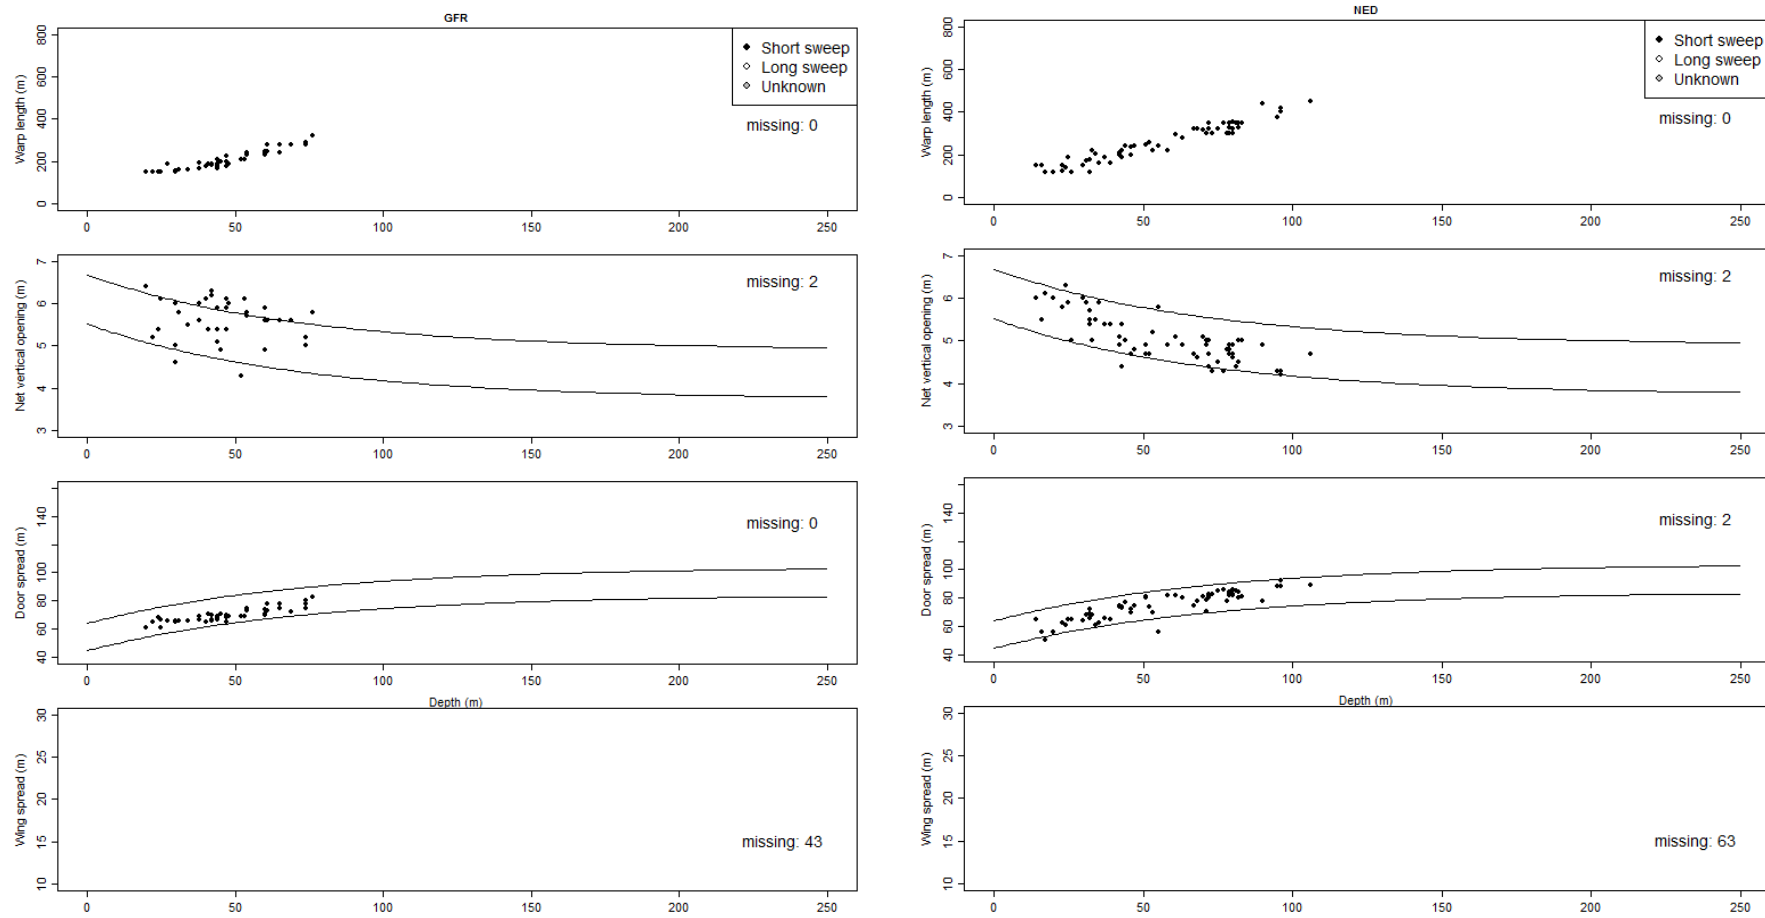 GFR
Warp length (m)
0 200 400 600 800
Short sweep
Long sweep
Unknown
missing: 0
0 50 100 150 200 250
Net vertical opening (m)
3 4 5 6 7
missing: 2
0 50 100 150 200 250
Door spread (m)
40 60 80 100 140
missing: 0
0 50 100 150 200 250
Depth (m)
Wing spread (m)
10 15 20 25 30
missing: 43
0 50 100 150 200 250
NED
Warp length (m)
0 200 400 600 800
Short sweep
Long sweep
Unknown
missing: 0
0 50 100 150 200 250
Net vertical opening (m)
3 4 5 6 7
missing: 2
0 50 100 150 200 250
Door spread (m)
40 60 80 100 140
missing: 2
0 50 100 150 200 250
Depth (m)
Wing spread (m)
10 15 20 25 30
missing: 63
0 50 100 150 200 250